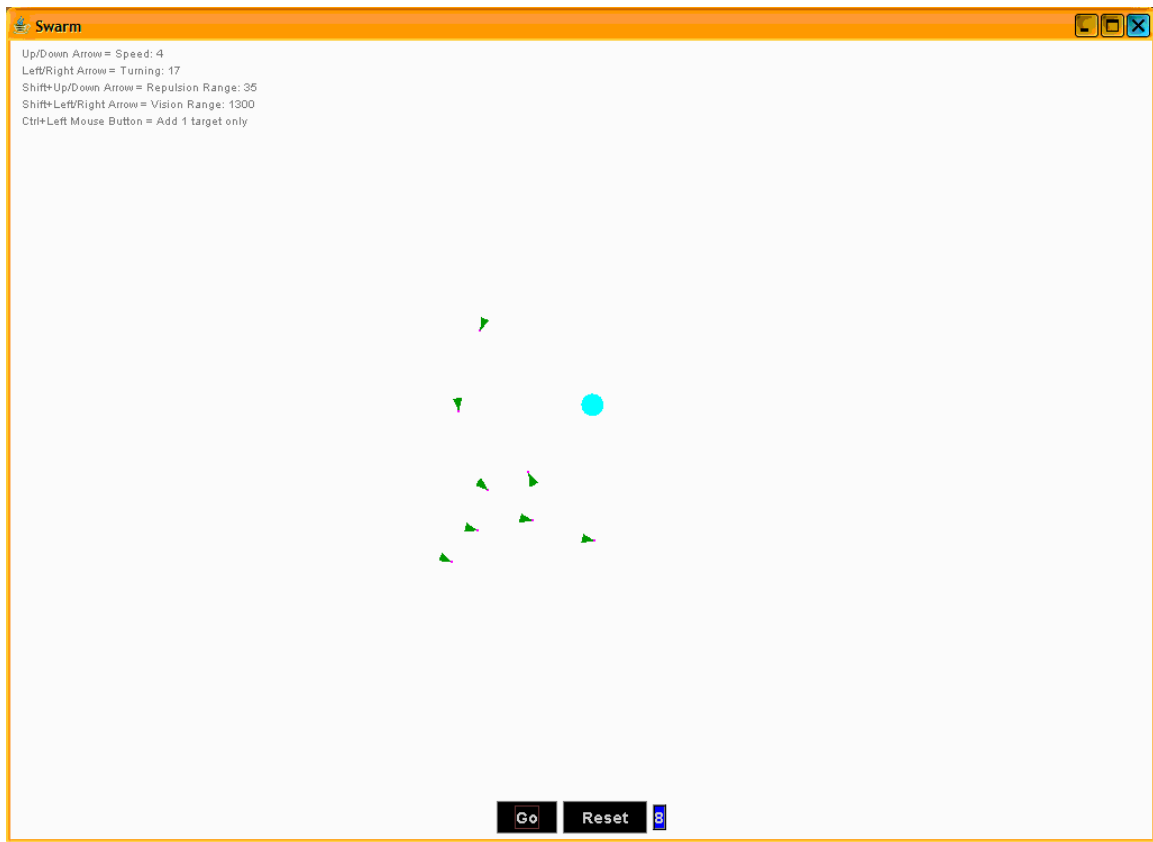 Swarm
Up/Down Arrow = Speed: 4
Left/Right Arrow = Turning: 17
Shift+Up/Down Arrow = Repulsion Range: 35
Shift+Left/Right Arrow = Vision Range: 1300
Ctrl+Left Mouse Button = Add 1 target only
Go Reset 8